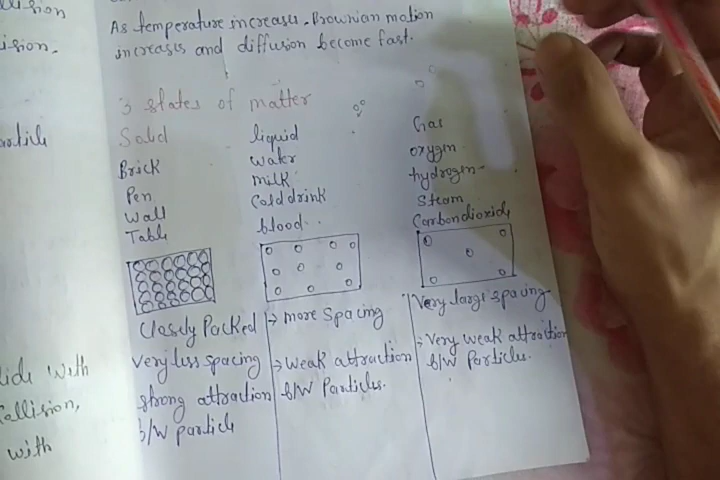 As temperature increases. Brownian motion
increases and diffusion become fast.
3 states of matter
Solid
Brick
Pen
Wall
Table
Closely Packed
very less spacing
strong attraction
b/w particle
liquid
water
milk
Cold drink
blood..
→ more spacing
→ weak attraction
b/w Particles.
Gas
oxygen
hydrogen
Steam
Carbondioxide
Very large spacing
→ Very weak attraction
b/w Particles.
with
with